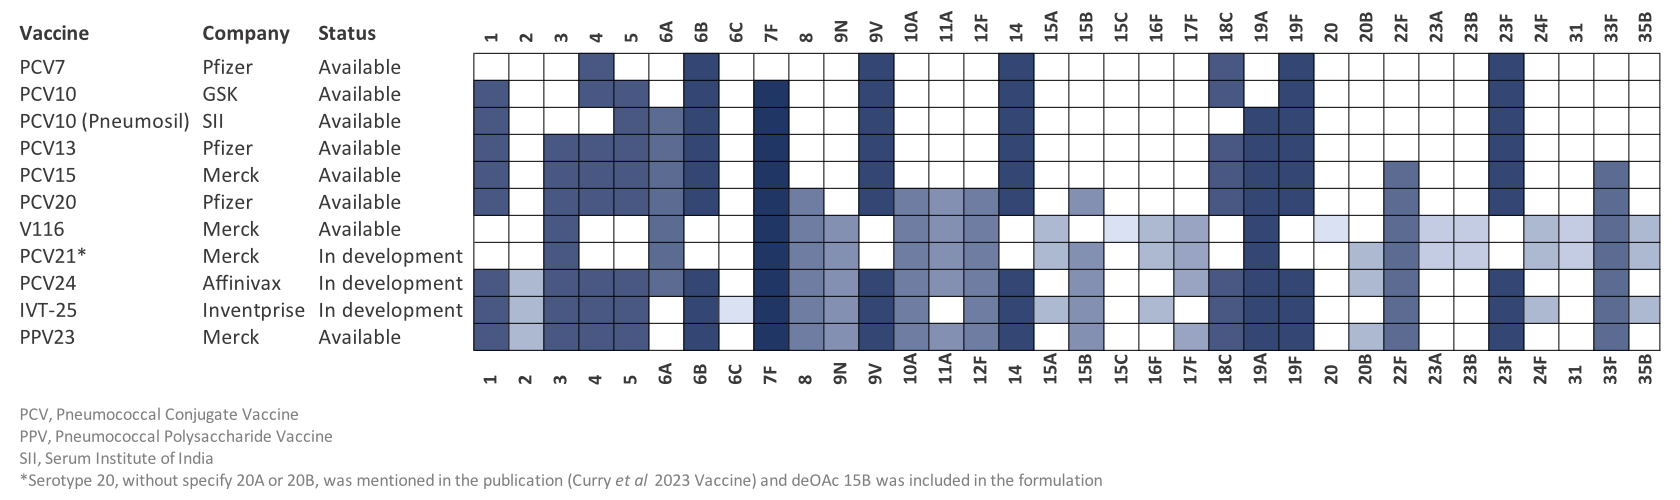 Vaccine Company Status 1 2 3 4 5 6A 6B 6C 7F 8 9N 9V 10A 11A 12F 14 15A 15B 15C 16F 17F 18C 19A 19F 20 20B 22F 23A 23B 23F 24F 31 33F 35B
PCV7 Pfizer Available
PCV10 GSK Available
PCV10 (Pneumosil) SII Available
PCV13 Pfizer Available
PCV15 Merck Available
PCV20 Pfizer Available
V116 Merck Available
PCV21* Merck In development
PCV24 Affinivax In development
IVT-25 Inventprise In development
PPV23 Merck Available
1 2 3 4 5 6A 6B 6C 7F 8 9N 9V 10A 11A 12F 14 15A 15B 15C 16F 17F 18C 19A 19F 20 20B 22F 23A 23B 23F 24F 31 33F 35B
PCV, Pneumococcal Conjugate Vaccine
PPV, Pneumococcal Polysaccharide Vaccine
SII, Serum Institute of India
*Serotype 20, without specify 20A or 20B, was mentioned in the publication (Curry et al 2023 Vaccine) and deOAc 15B was included in the formulation